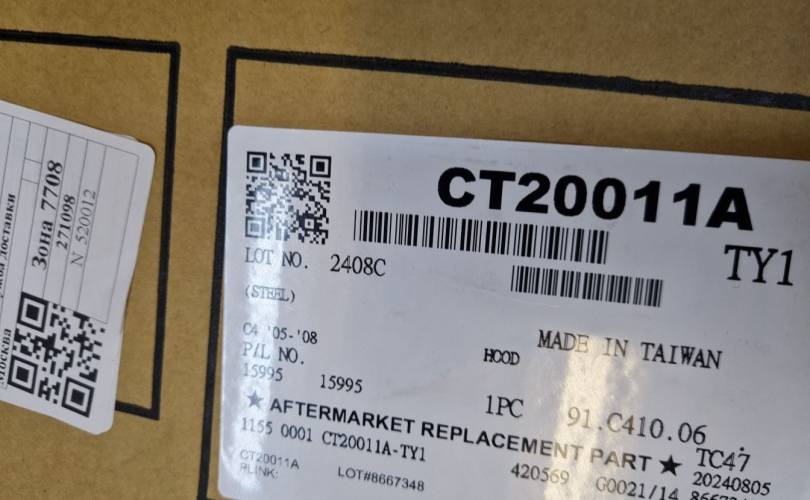 Зона 7708
271098
N 520012
доставки
Москва
CT20011A
TY1
LOT NO. 2408C
(STEEL)
C4 '05-'08
P/L NO.
15995 15995
HOOD
MADE IN TAIWAN
1PC
91.C410.06
★ AFTERMARKET REPLACEMENT PART ★
TC47
1155 0001 CT20011A-TY1
420569
20240805
CT20011A
LOT#8667348
G0021/14